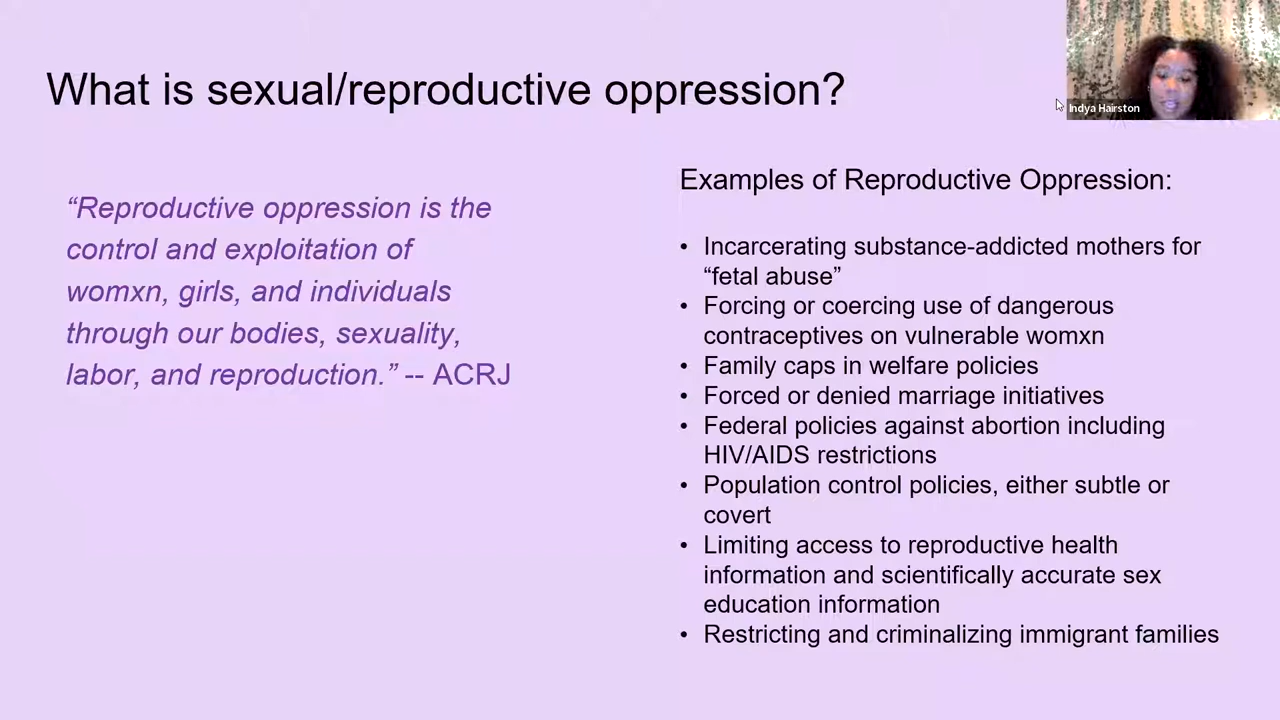 What is sexual/reproductive oppression?
Indya Hairston
“Reproductive oppression is the
control and exploitation of
womxn, girls, and individuals
through our bodies, sexuality,
labor, and reproduction.” -- ACRJ
Examples of Reproductive Oppression:
• Incarcerating substance-addicted mothers for
“fetal abuse”
• Forcing or coercing use of dangerous
contraceptives on vulnerable womxn
• Family caps in welfare policies
• Forced or denied marriage initiatives
• Federal policies against abortion including
HIV/AIDS restrictions
• Population control policies, either subtle or
covert
• Limiting access to reproductive health
information and scientifically accurate sex
education information
• Restricting and criminalizing immigrant families